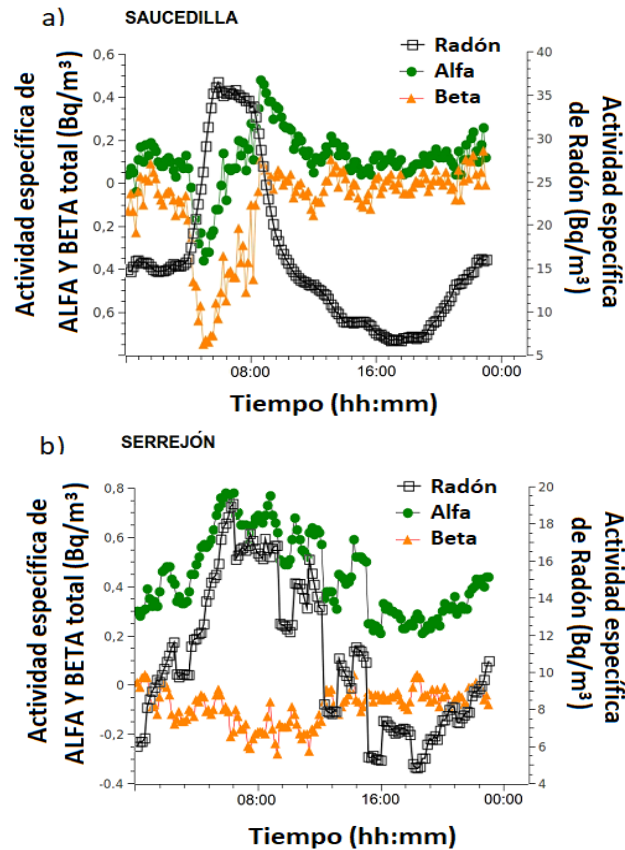 a) SAUCEDILLA
Radón
Alfa
Beta
Actividad específica de
ALFA Y BETA total (Bq/m³)
0,6
0,4
0,2
0
0,2
0,4
0,6
40
35
30
25
20
15
10
5
Actividad específica
de Radón (Bq/m³)
08:00 16:00 00:00
Tiempo (hh:mm)
b) SERREJÓN
Radón
Alfa
Beta
Actividad específica de
ALFA Y BETA total (Bq/m³)
0,8
0,6
0,4
0,2
0
-0.2
-0.4
20
18
16
14
12
10
8
6
4
Actividad específica
de Radón (Bq/m³)
08:00 16:00 00:00
Tiempo (hh:mm)